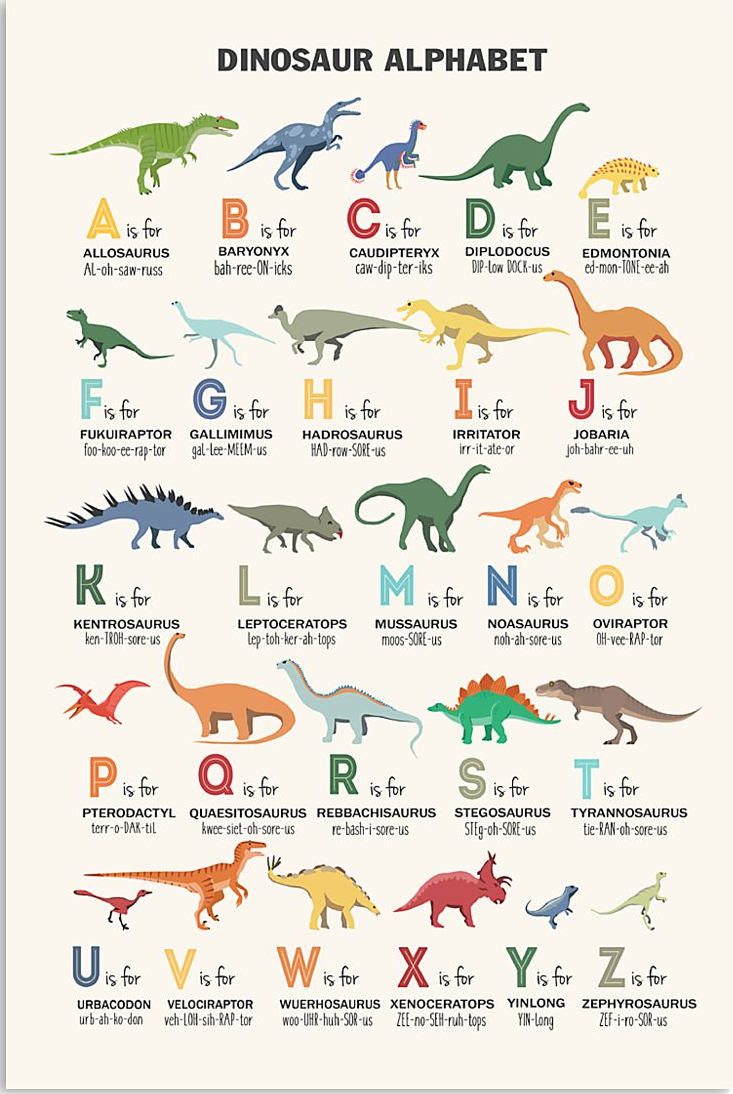 DINOSAUR ALPHABET
A is for B is for C is for D is for E is for
ALLOSAURUS BARYONYX CAUDIPTERYX DIPLODOCUS EDMONTONIA
AL-oh-saw-russ bah-ree-ON-icks caw-dip-ter-iks DIP-Low DOCK-us ed-mon-TONE-ee-ah
F is for G is for H is for I is for J is for
FUKUIRAPTOR GALLIMIMUS HADROSAURUS IRRITATOR JOBARIA
foo-koo-ee-rap-tor gal-Lee-MEEM-us HAD-row-SORE-us irr-it-ate-or joh-bahr-ee-uh
K is for L is for M is for N is for O is for
KENTROSAURUS LEPTOCERATOPS MUSSAURUS NOASAURUS OVIRAPTOR
ken-TROH-sore-us Lep-toh-ker-ah-tops moos-SORE-us noh-ah-sore-us OH-vee-RAP-tor
P is for Q is for R is for S is for T is for
PTERODACTYL QUAESITOSAURUS REBBACHISAURUS STEGOSAURUS TYRANNOSAURUS
terr-o-DAK-til kwee-siet-oh-sore-us re-bash-i-sore-us STEg-oh-SORE-us tie-RAN-oh-sore-us
U is for V is for W is for X is for Y is for Z is for
URBACODON VELOCIRAPTOR WUERHOSAURUS XENOCERATOPS YINLONG ZEPHYROSAURUS
urb-ah-ko-don veh-LOH-sih-RAP-tor woo-UHR-huh-SOR-us ZEE-no-SEH-ruh-tops YIN-Long ZEF-i-ro-SOR-us